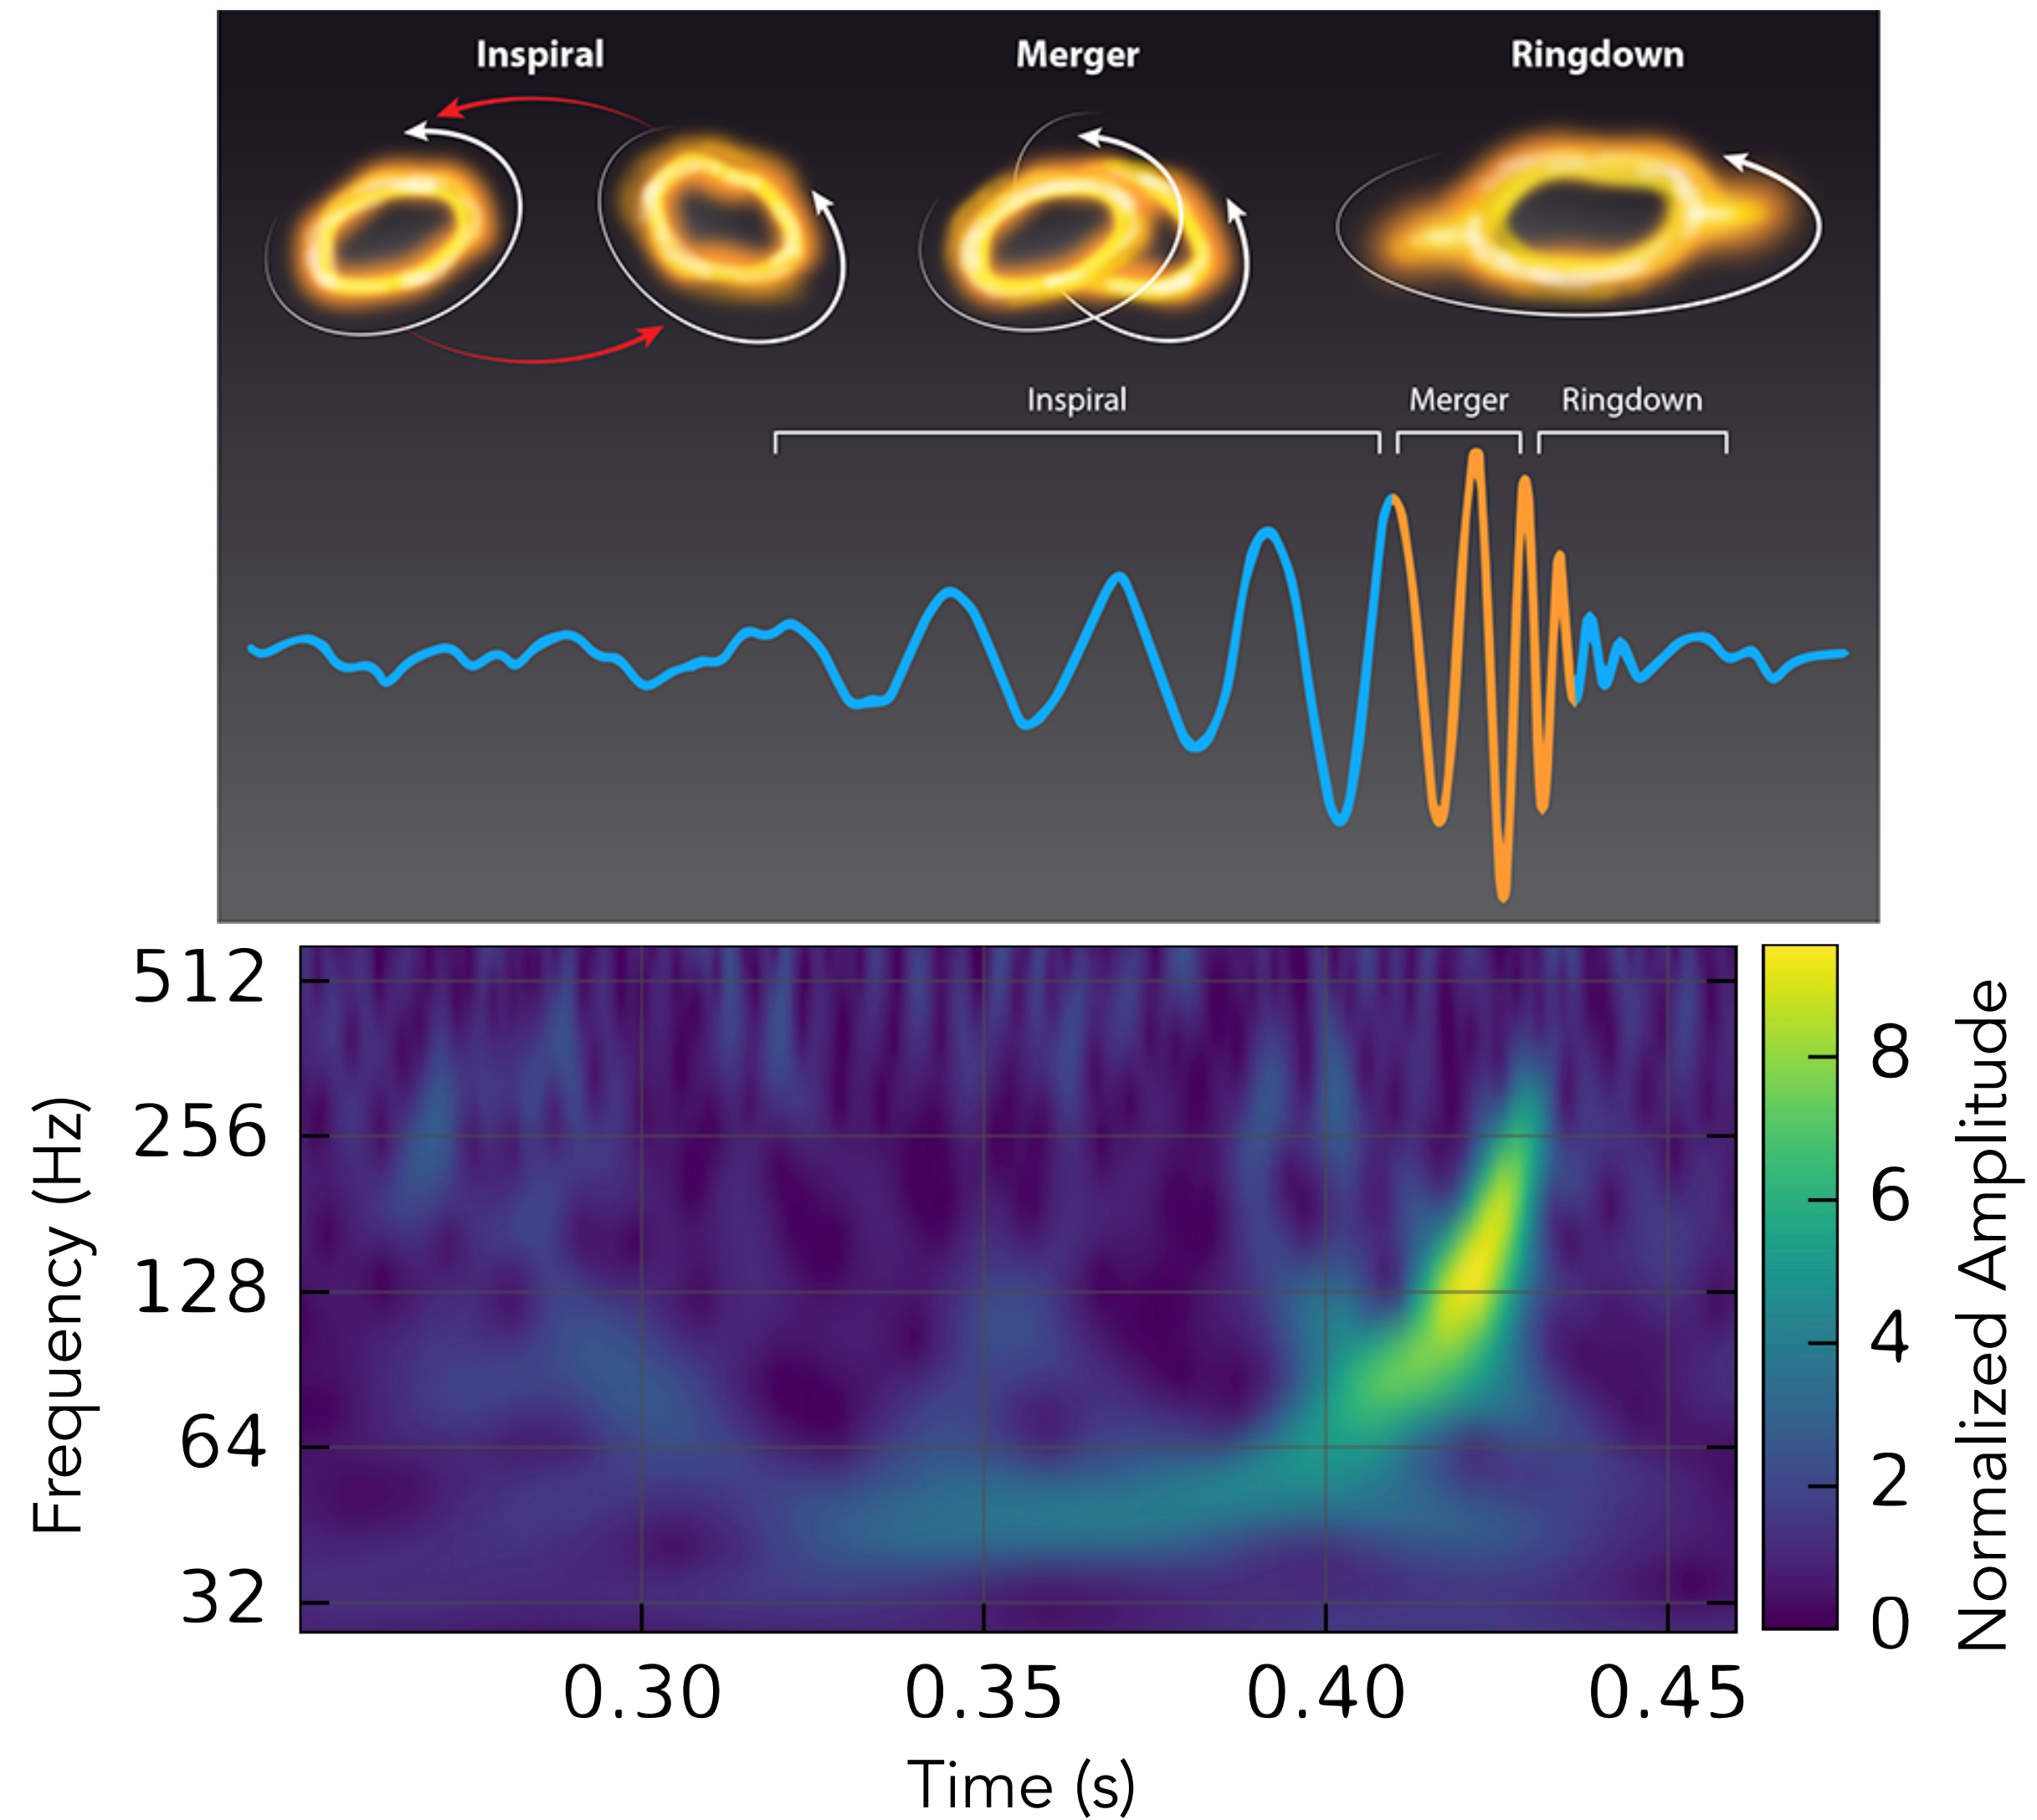 Inspiral Merger Ringdown
Inspiral Merger Ringdown
512
256
128
64
32
Frequency (Hz)
0.30 0.35 0.40 0.45
Time (s)
8
6
4
2
0
Normalized Amplitude